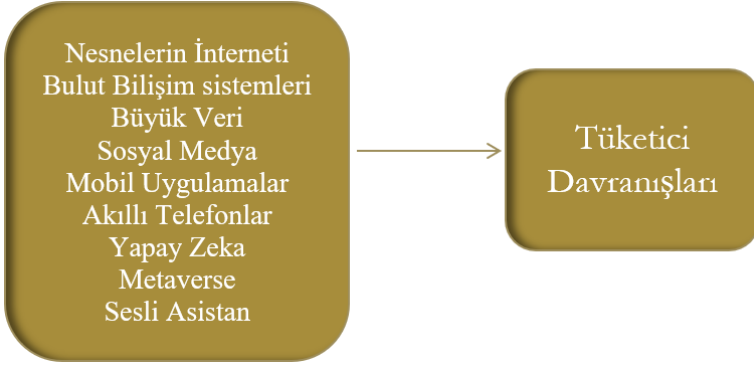 Nesnelerin İnterneti
Bulut Bilişim sistemleri
Büyük Veri
Sosyal Medya
Mobil Uygulamalar
Akıllı Telefonlar
Yapay Zeka
Metaverse
Sesli Asistan
Tüketici
Davranışları